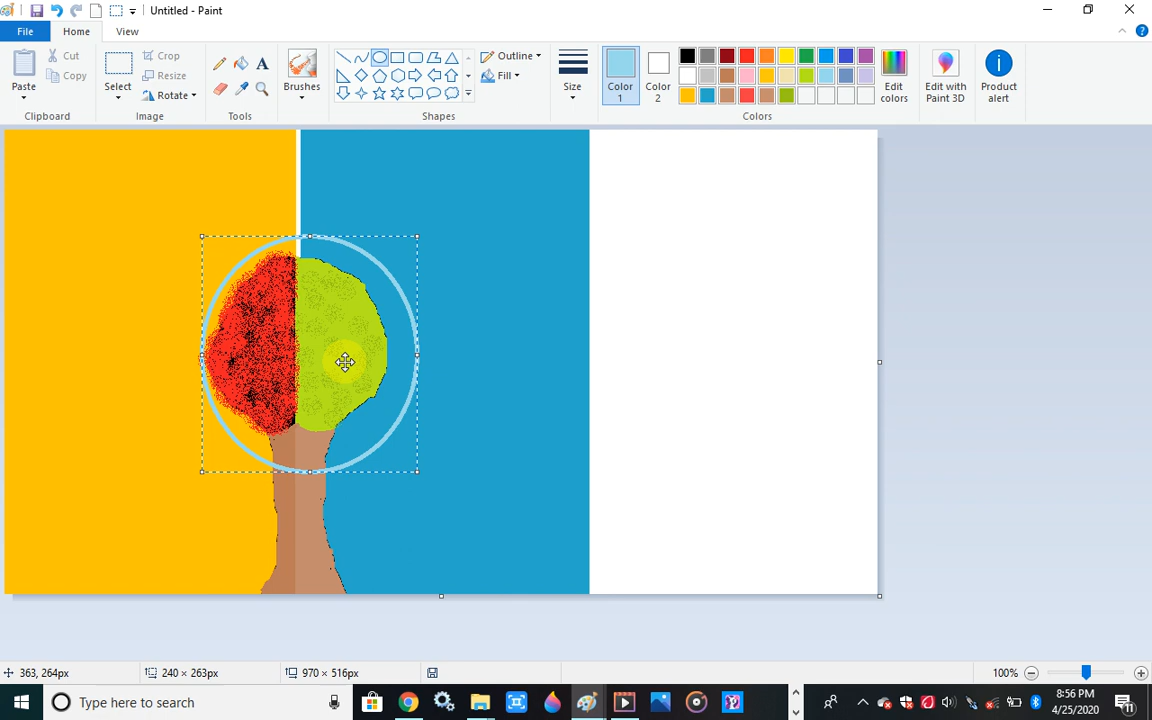 Untitled - Paint
File Home View
Paste
Cut
Copy
Clipboard
Select
Crop
Resize
Rotate
Image
A
Tools
Brushes
Outline
Fill
Shapes
Size
Color
1
Color
2
Edit
colors
Colors
Edit with
Paint 3D
Product
alert
363, 264px
240 × 263px
970 × 516px
100%
Type here to search
8:56 PM
4/25/2020
11